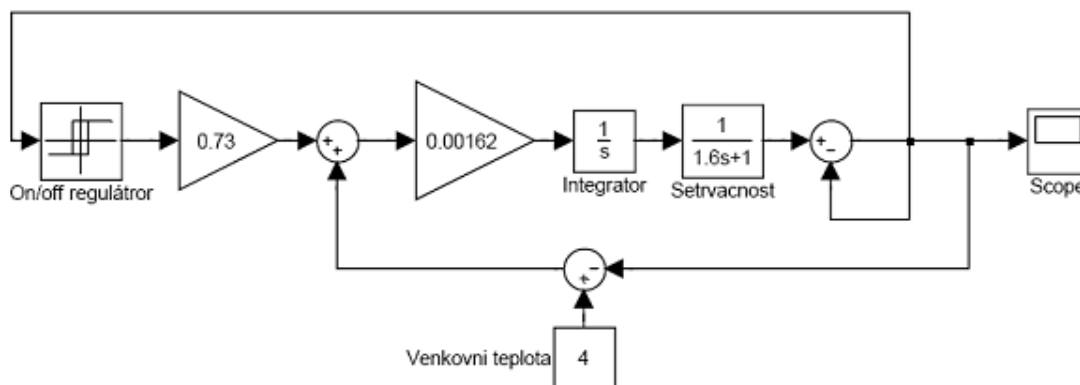 On/off regulátror
0.73
+
+
0.00162
1
s
Integrator
1
1.6s+1
Setrvacnost
+
−
Scope
−
+
Venkovni teplota
4